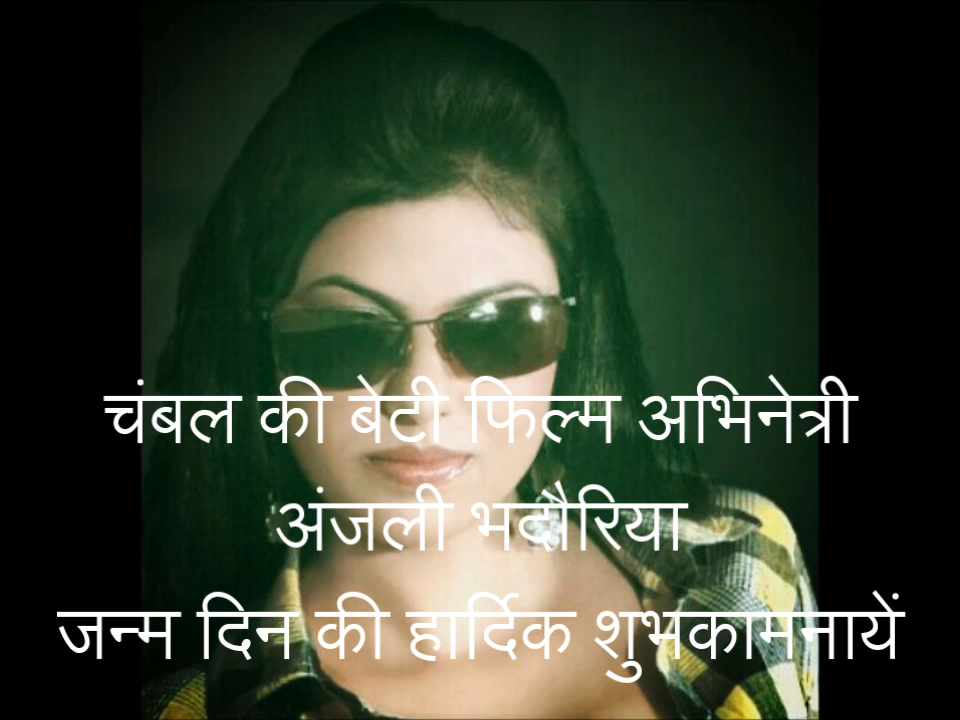 चंबल की बेटी फिल्म अभिनेत्री
अंजली भदौरिया
जन्म दिन की हार्दिक शुभकामनायें